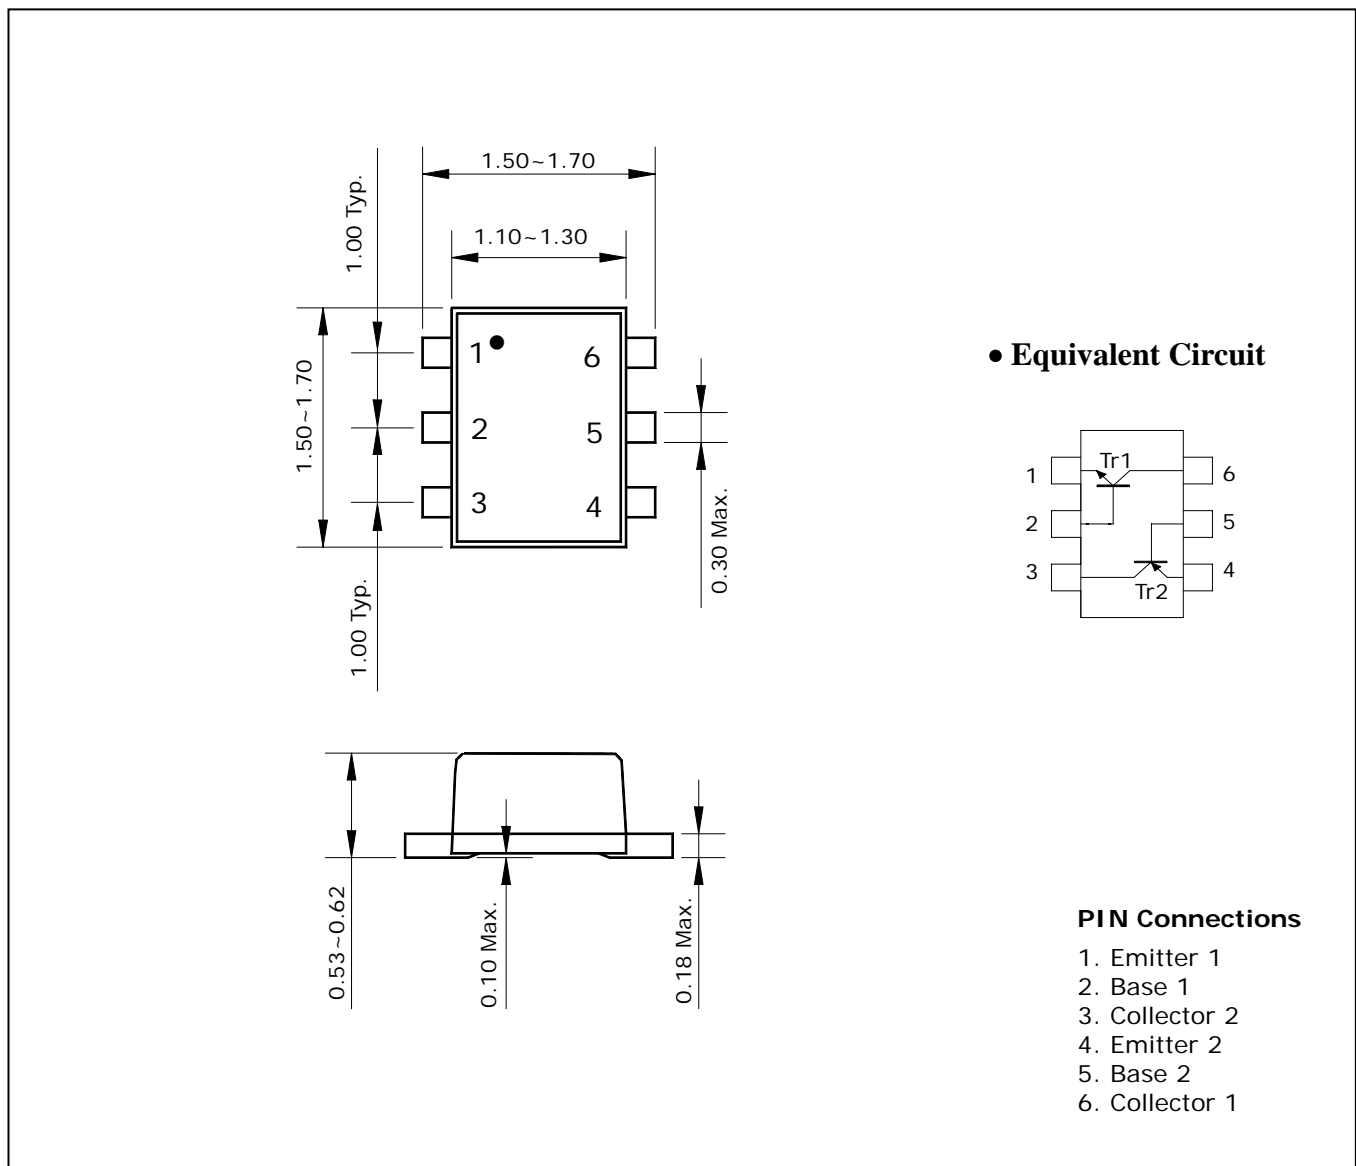 1.50~1.70
1.00 Typ.
1.10~1.30
1
6
2
5
3
4
1.50~1.70
0.30 Max.
1.00 Typ.
● Equivalent Circuit
Tr1
1
6
2
5
3
4
Tr2
0.53~0.62
0.10 Max.
0.18 Max.
PIN Connections
1. Emitter 1
2. Base 1
3. Collector 2
4. Emitter 2
5. Base 2
6. Collector 1